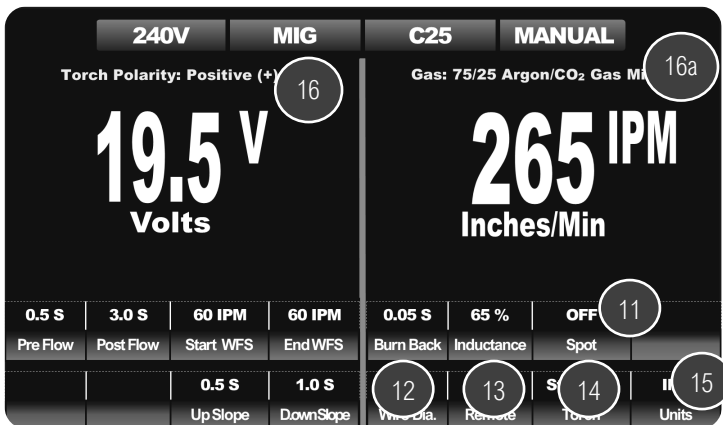 240V MIG C25 MANUAL
Torch Polarity: Positive (+) 16
Gas: 75/25 Argon/CO₂ Gas 16a
19.5 V
Volts
265 IPM
Inches/Min
0.5 S 3.0 S 60 IPM 60 IPM 0.05 S 65 % OFF 11
Pre Flow Post Flow Start WFS End WFS Burn Back Inductance Spot
0.5 S 1.0 S 12 13 14 15
Up Slope Down Slope Wire Dia. Remote Torch Units